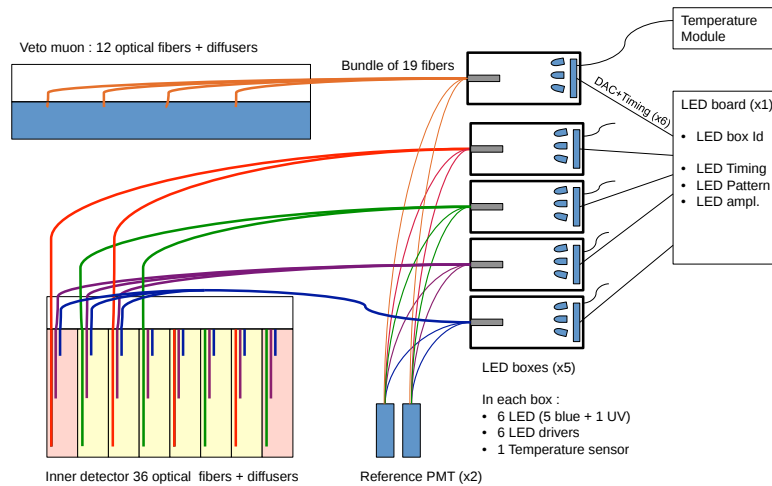 Veto muon : 12 optical fibers + diffusers
Bundle of 19 fibers
Temperature
Module
DAC+Timing (x6)
LED board (x1)
• LED box Id
• LED Timing
• LED Pattern
• LED ampl.
LED boxes (x5)
In each box :
• 6 LED (5 blue + 1 UV)
• 6 LED drivers
• 1 Temperature sensor
Inner detector 36 optical fibers + diffusers
Reference PMT (x2)